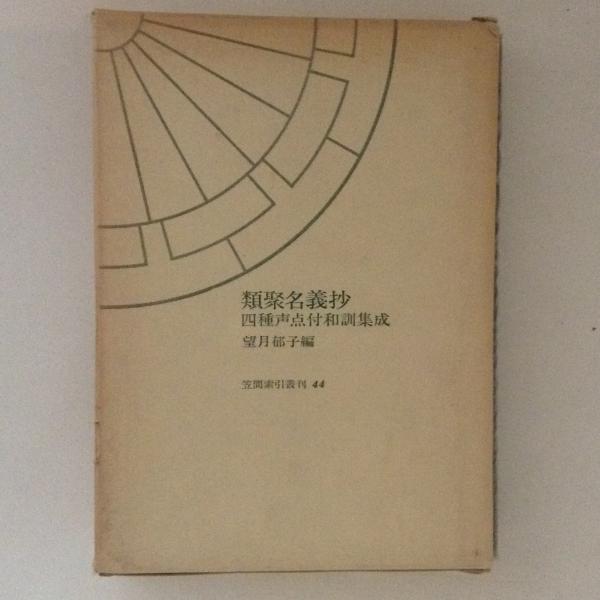 類聚名義抄
四種声点付和訓集成
望月郁子編
笠間索引叢刊 44